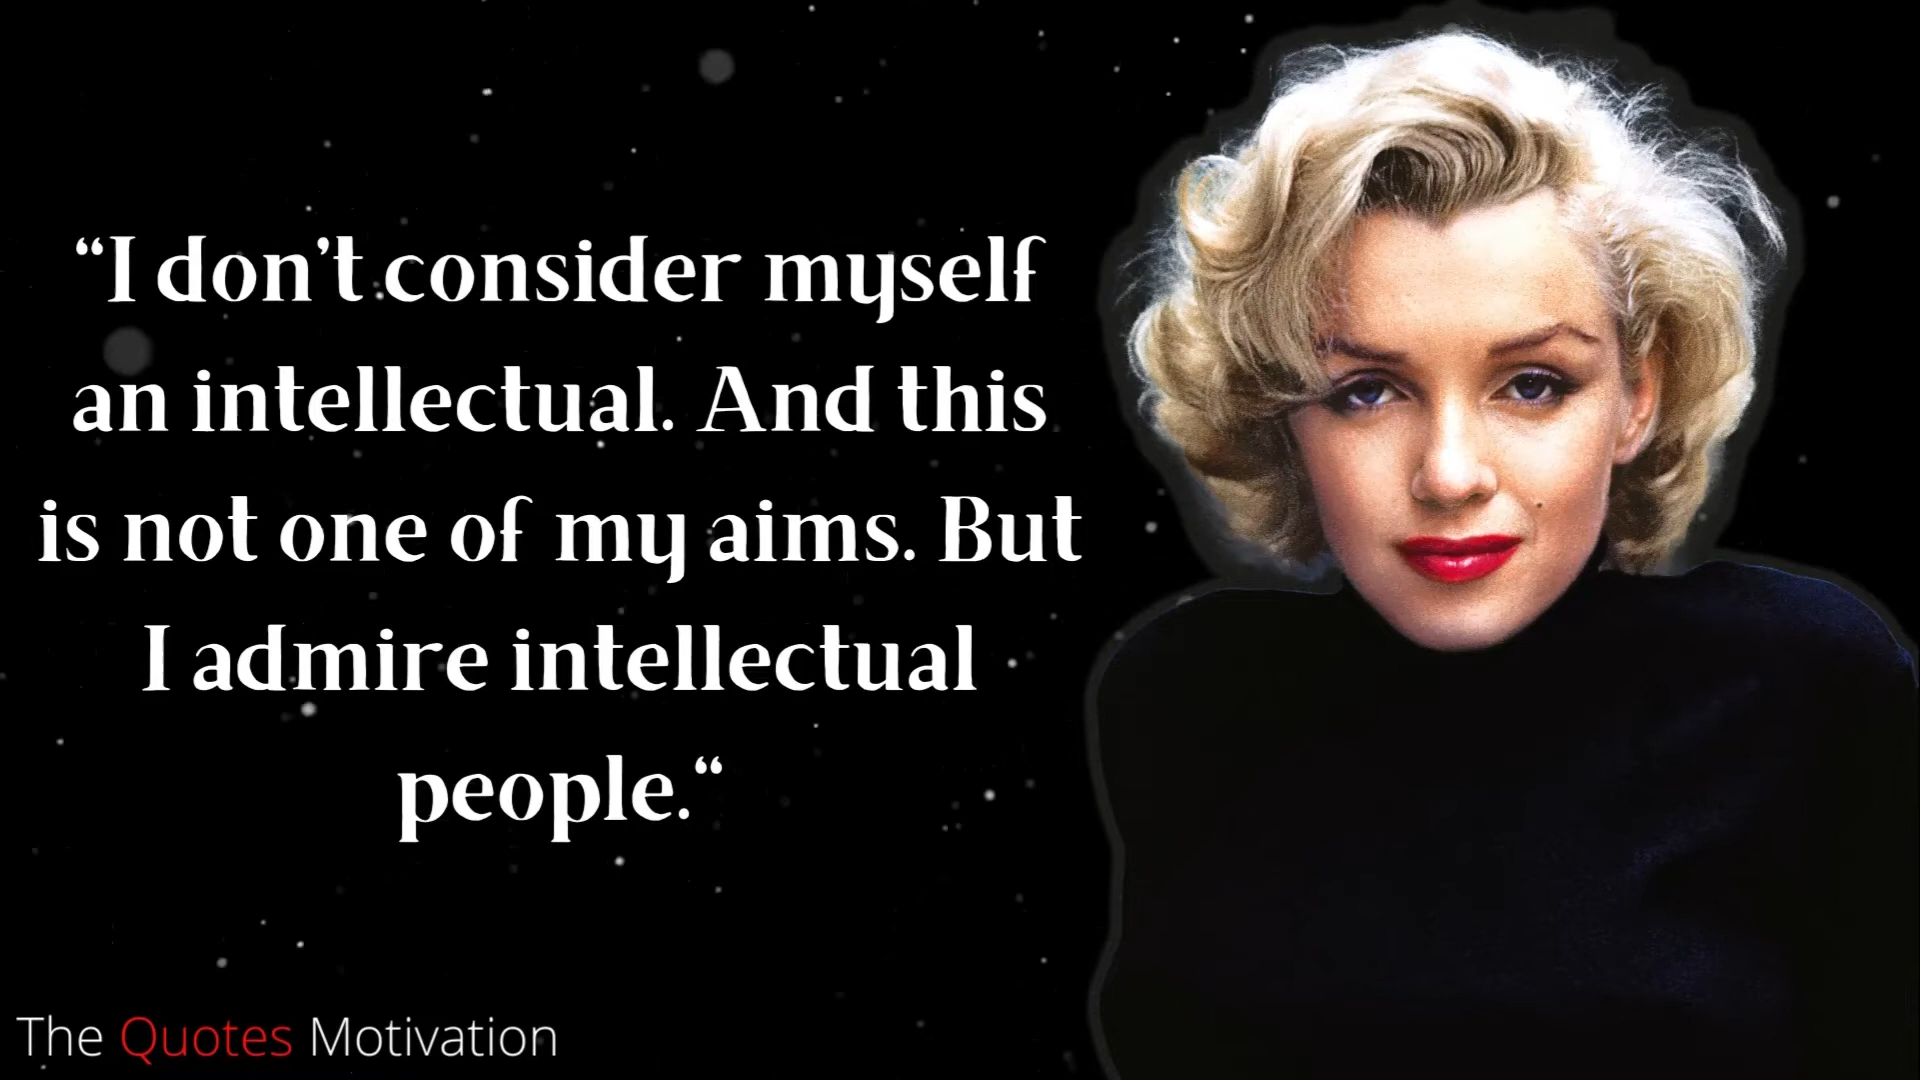 “I don’t consider myself
an intellectual. And this
is not one of my aims. But
I admire intellectual
people.“
The Quotes Motivation